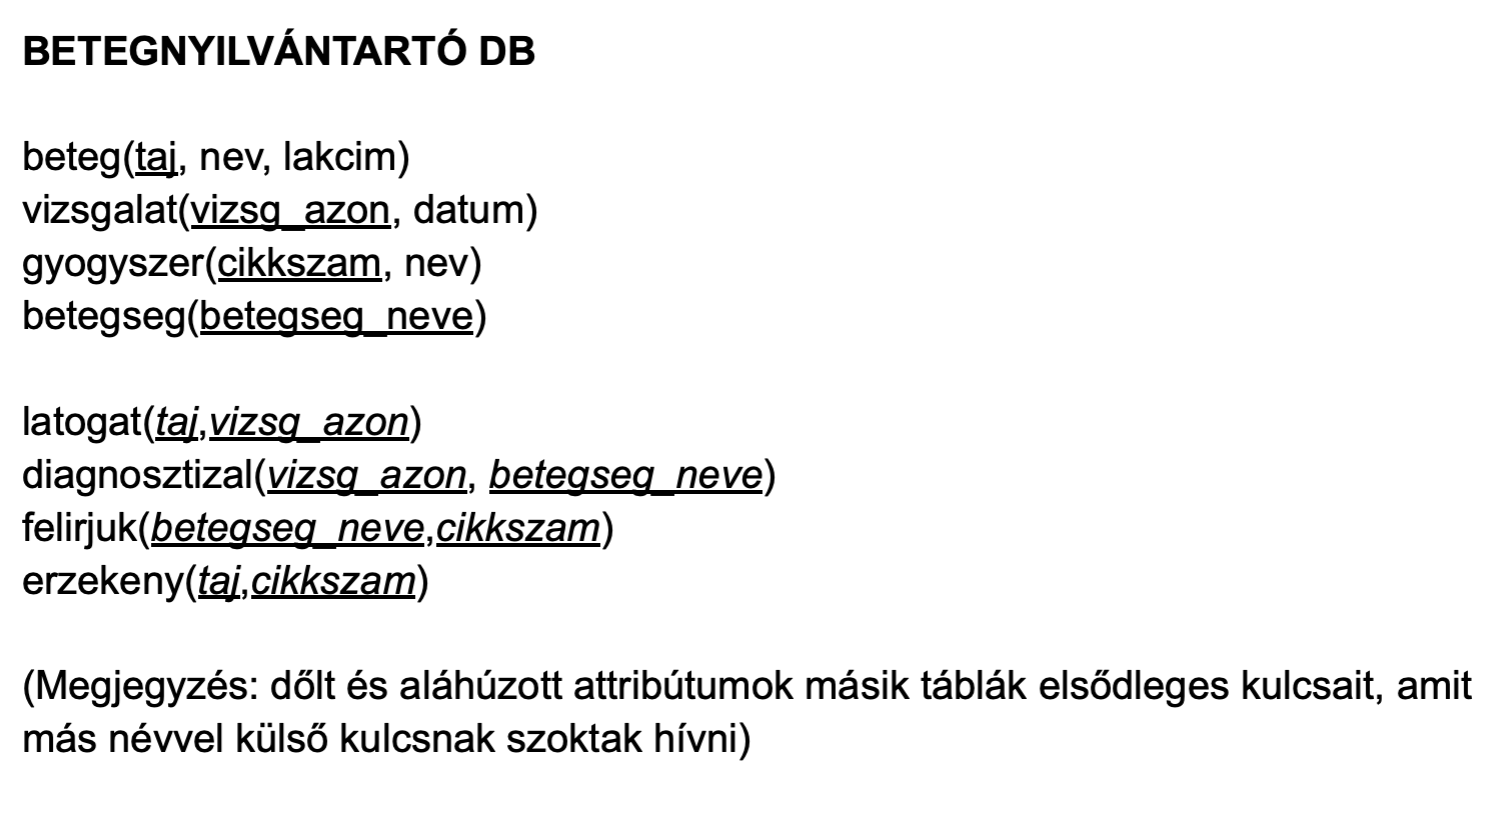 BETEGNYILVÁNTARTÓ DB
beteg(taj, nev, lakcim)
vizsgalat(vizsg_azon, datum)
gyogyszer(cikkszam, nev)
betegseg(betegseg_neve)
latogat(taj,vizsg_azon)
diagnosztizal(vizsg_azon, betegseg_neve)
felirjuk(betegseg_neve,cikkszam)
erzekeny(taj,cikkszam)
(Megjegyzés: dőlt és aláhúzott attribútumok másik táblák elsődleges kulcsait, amit
más névvel külső kulcsnak szoktak hívni)